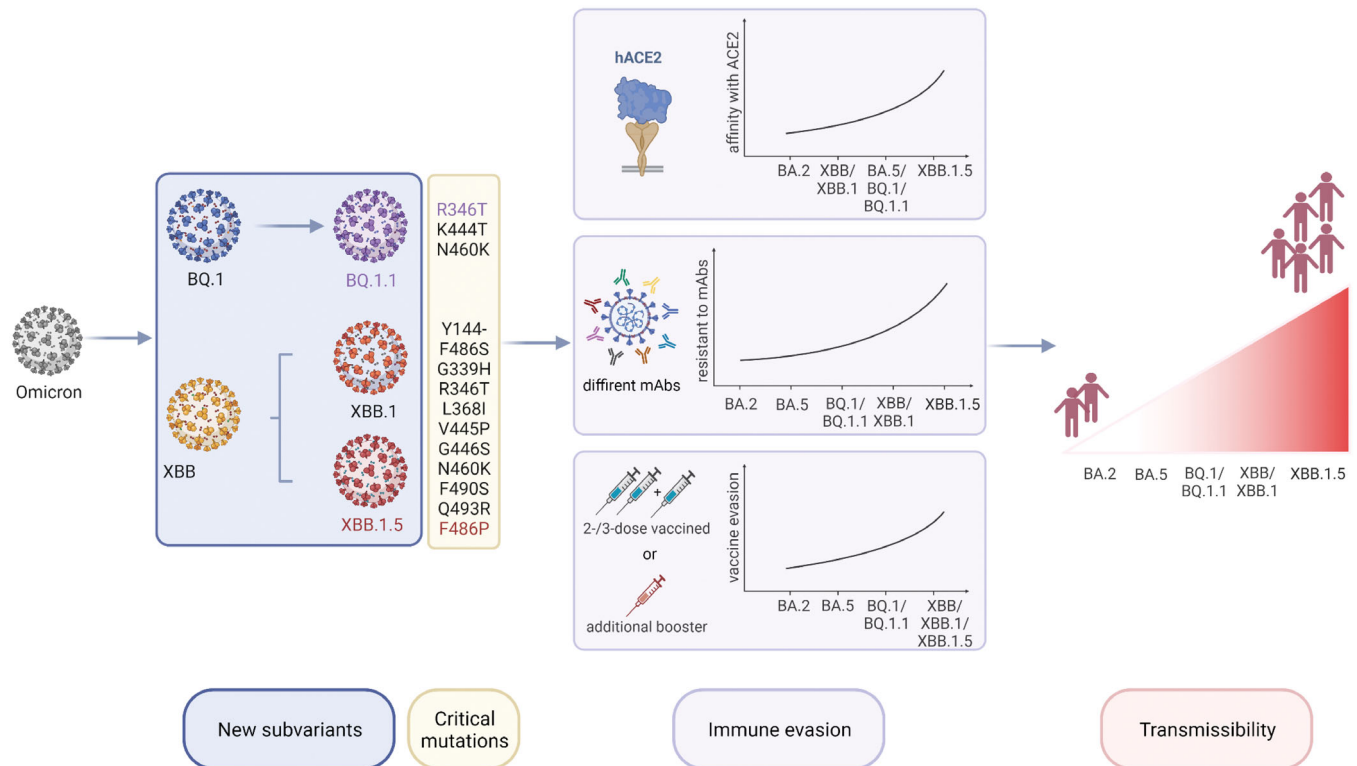 Omicron
BQ.1
BQ.1.1
XBB
XBB.1
XBB.1.5
R346T
K444T
N460K
Y144-
F486S
G339H
R346T
L368I
V445P
G446S
N460K
F490S
Q493R
F486P
hACE2
affinity with ACE2
BA.2
XBB/
XBB.1
BA.5/
BQ.1/
BQ.1.1
XBB.1.5
diffirent mAbs
resistant to mAbs
BA.2
BA.5
BQ.1/
BQ.1.1
XBB/
XBB.1
XBB.1.5
+
2-/3-dose vaccined
or
additional booster
vaccine evasion
BA.2
BA.5
BQ.1/
BQ.1.1
XBB/
XBB.1/
XBB.1.5
BA.2
BA.5
BQ.1/
BQ.1.1
XBB/
XBB.1
XBB.1.5
New subvariants
Critical
mutations
Immune evasion
Transmissibility